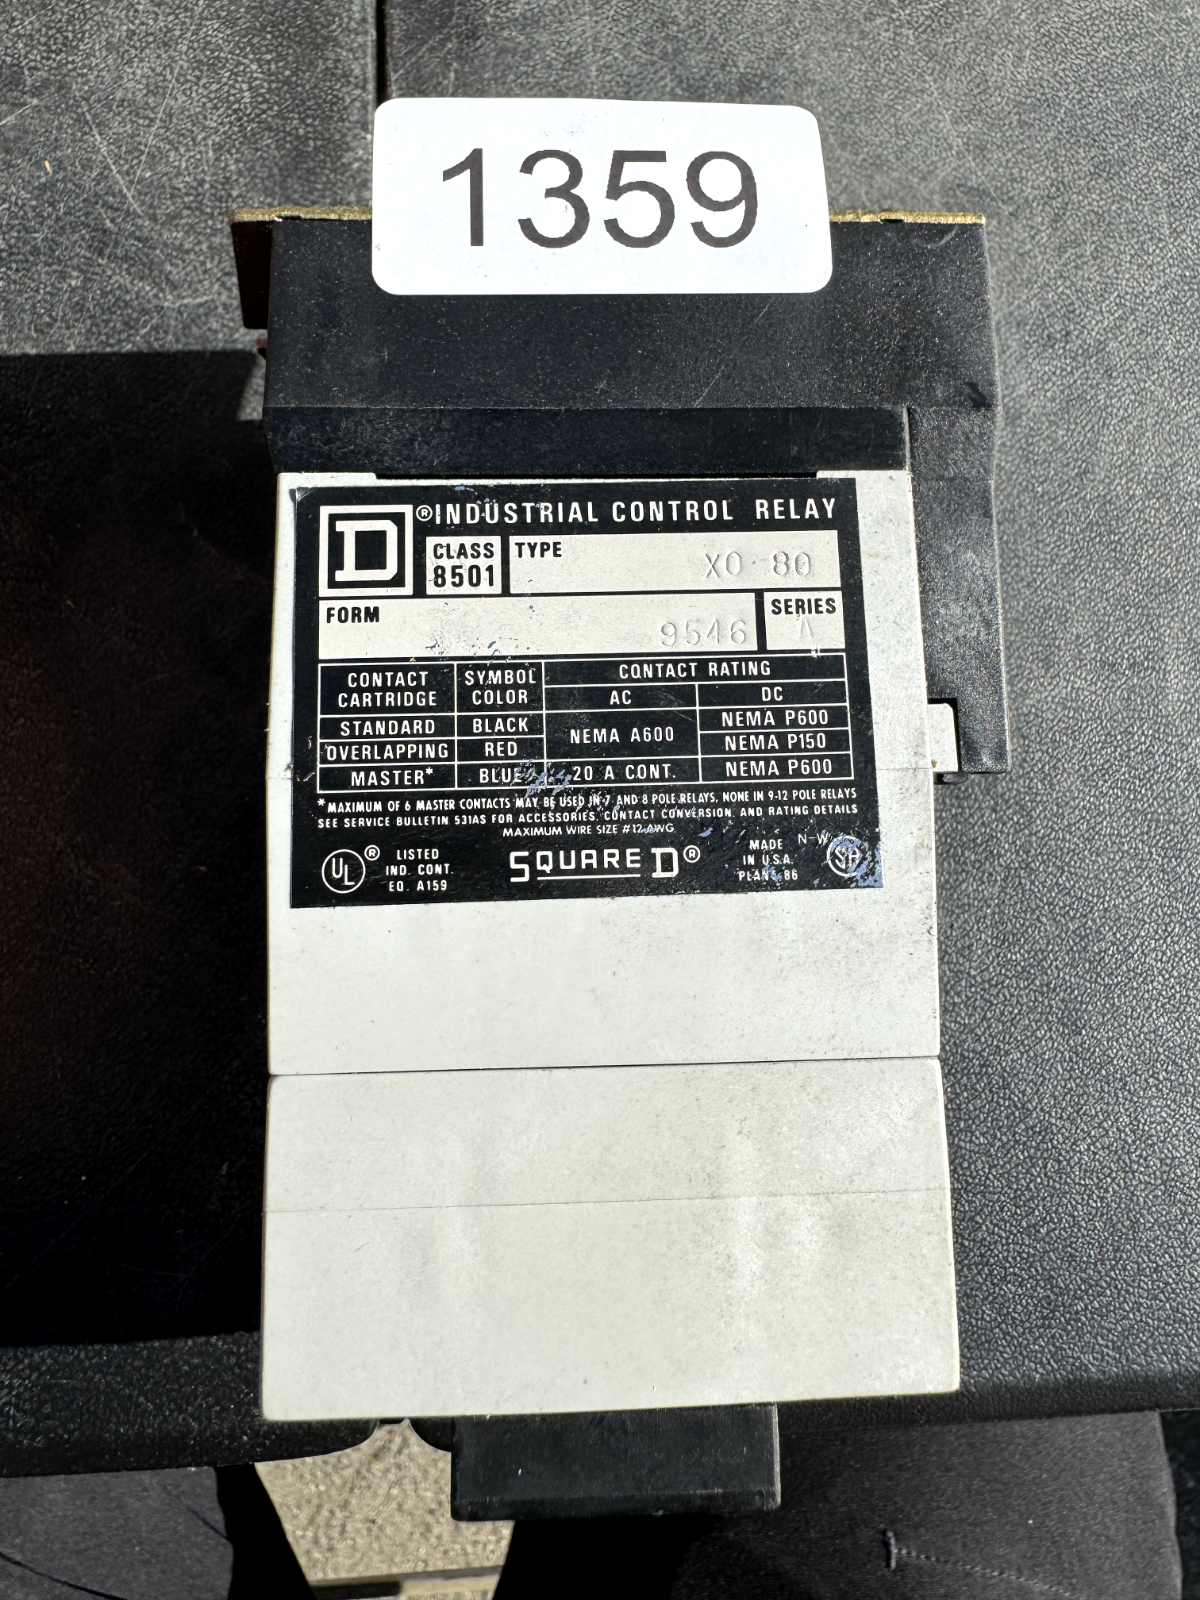 1359
D ® INDUSTRIAL CONTROL RELAY
CLASS 8501 TYPE XO 80
FORM 9546 SERIES A
CONTACT CARTRIDGE SYMBOL COLOR CONTACT RATING
AC DC
STANDARD BLACK NEMA A600 NEMA P600
OVERLAPPING RED NEMA P150
MASTER* BLUE 20 A CONT. NEMA P600
*MAXIMUM OF 6 MASTER CONTACTS MAY BE USED IN 7 AND 8 POLE RELAYS, NONE IN 9-12 POLE RELAYS
SEE SERVICE BULLETIN 531AS FOR ACCESSORIES, CONTACT CONVERSION, AND RATING DETAILS
MAXIMUM WIRE SIZE #12 AWG
UL ® LISTED
IND. CONT.
EQ. A159
SQUARE D ®
MADE
IN U.S.A.
PLANT 86
N-W
SA